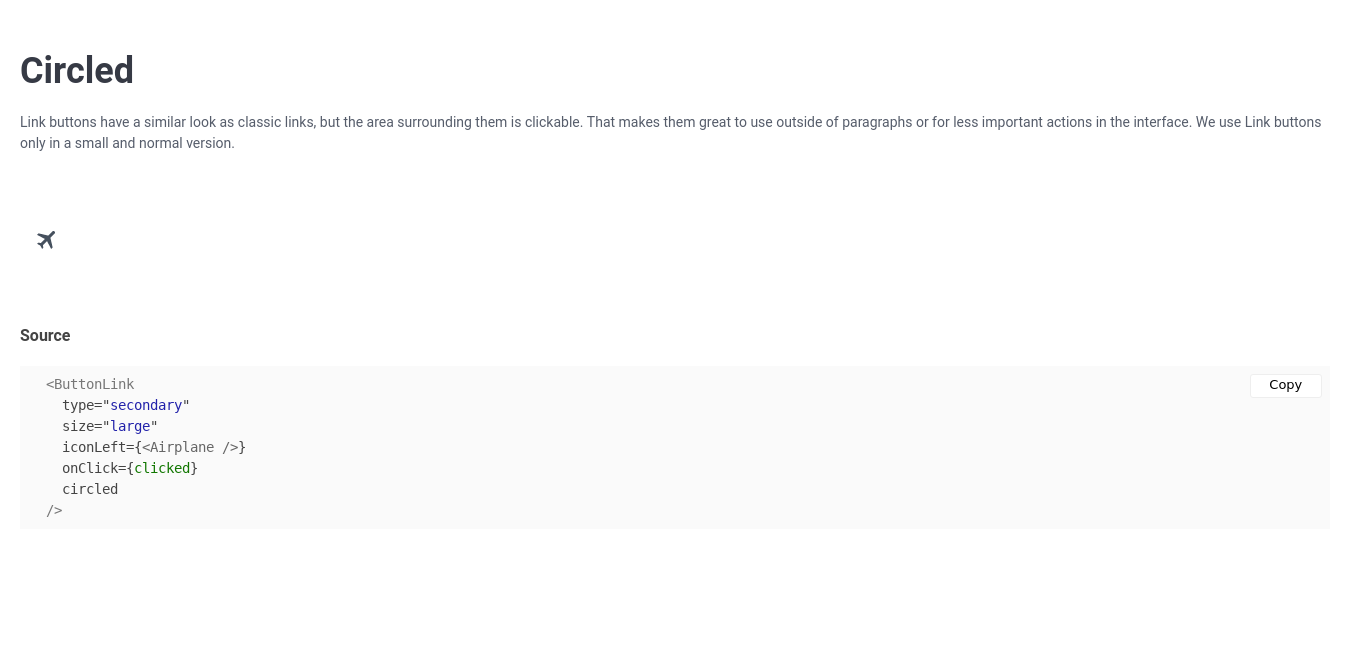 Circled
Link buttons have a similar look as classic links, but the area surrounding them is clickable. That makes them great to use outside of paragraphs or for less important actions in the interface. We use Link buttons
only in a small and normal version.
Source
Copy
<ButtonLink
  type="secondary"
  size="large"
  iconLeft={<Airplane />}
  onClick={clicked}
  circled
/>